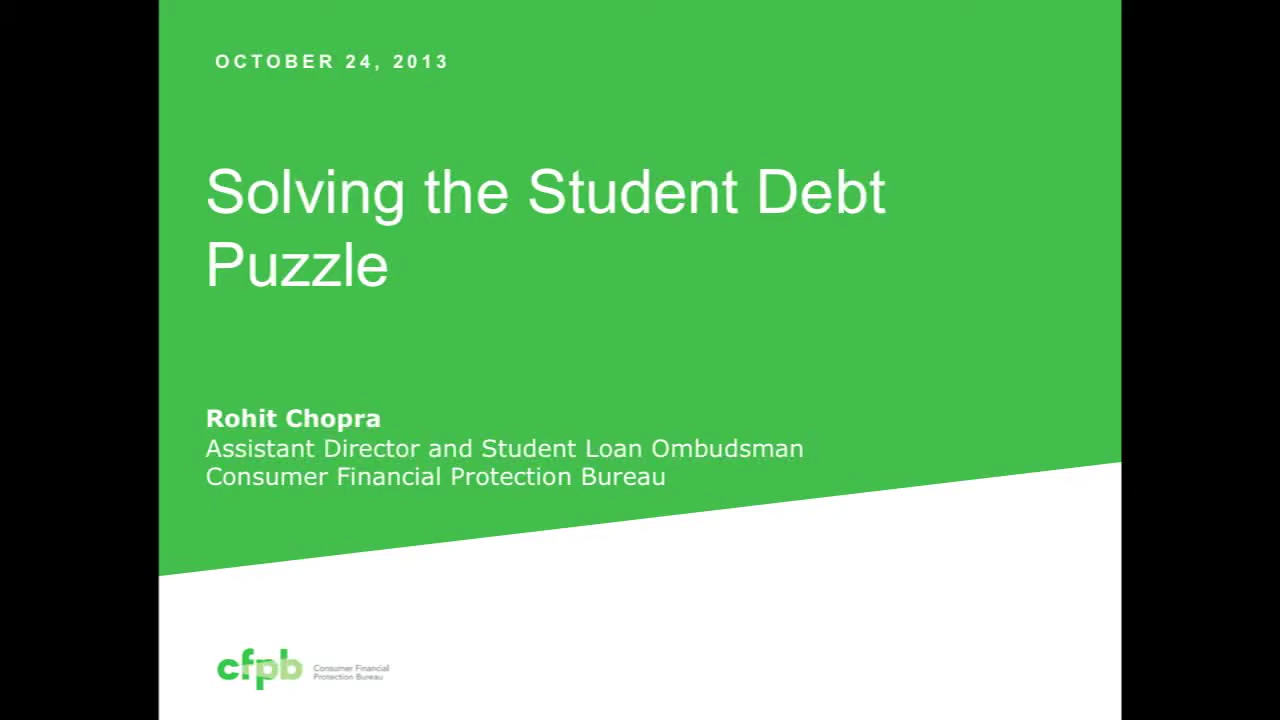 OCTOBER 24, 2013
Solving the Student Debt
Puzzle
Rohit Chopra
Assistant Director and Student Loan Ombudsman
Consumer Financial Protection Bureau
cfpb
Consumer Financial
Protection Bureau